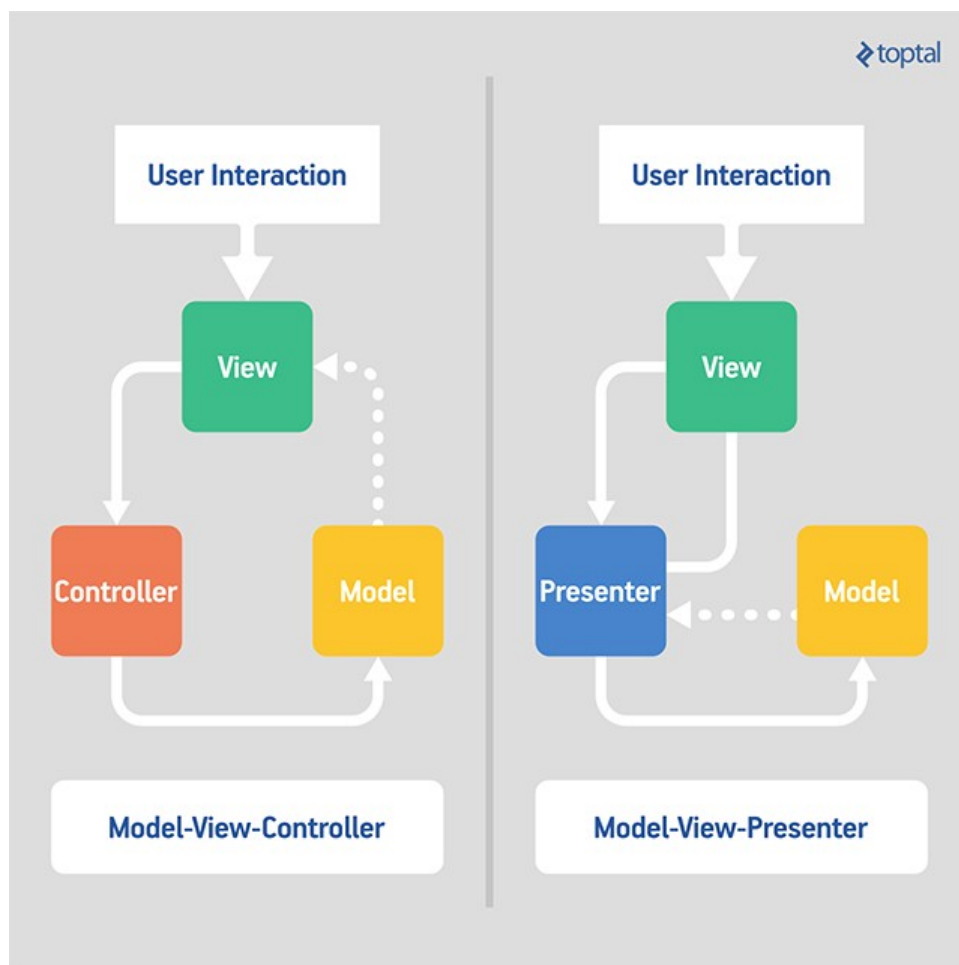 toptal
User Interaction
View
Controller
Model
Model-View-Controller
User Interaction
View
Presenter
Model
Model-View-Presenter